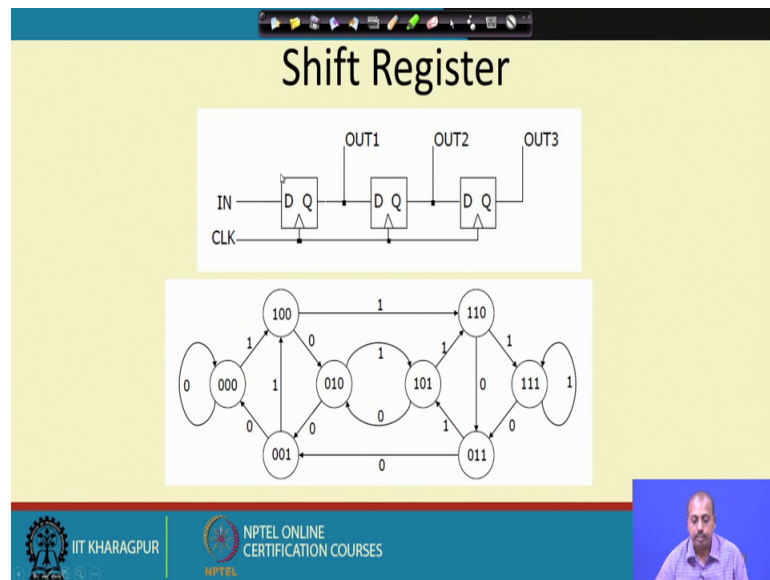 Shift Register
OUT1 OUT2 OUT3
IN D Q D Q D Q
CLK
100 1 110
1 0 1 1
0 000 1 010 1 101 0 111 1
0
0 0 1 0
001 0 011
IIT KHARAGPUR
NPTEL
NPTEL ONLINE
CERTIFICATION COURSES